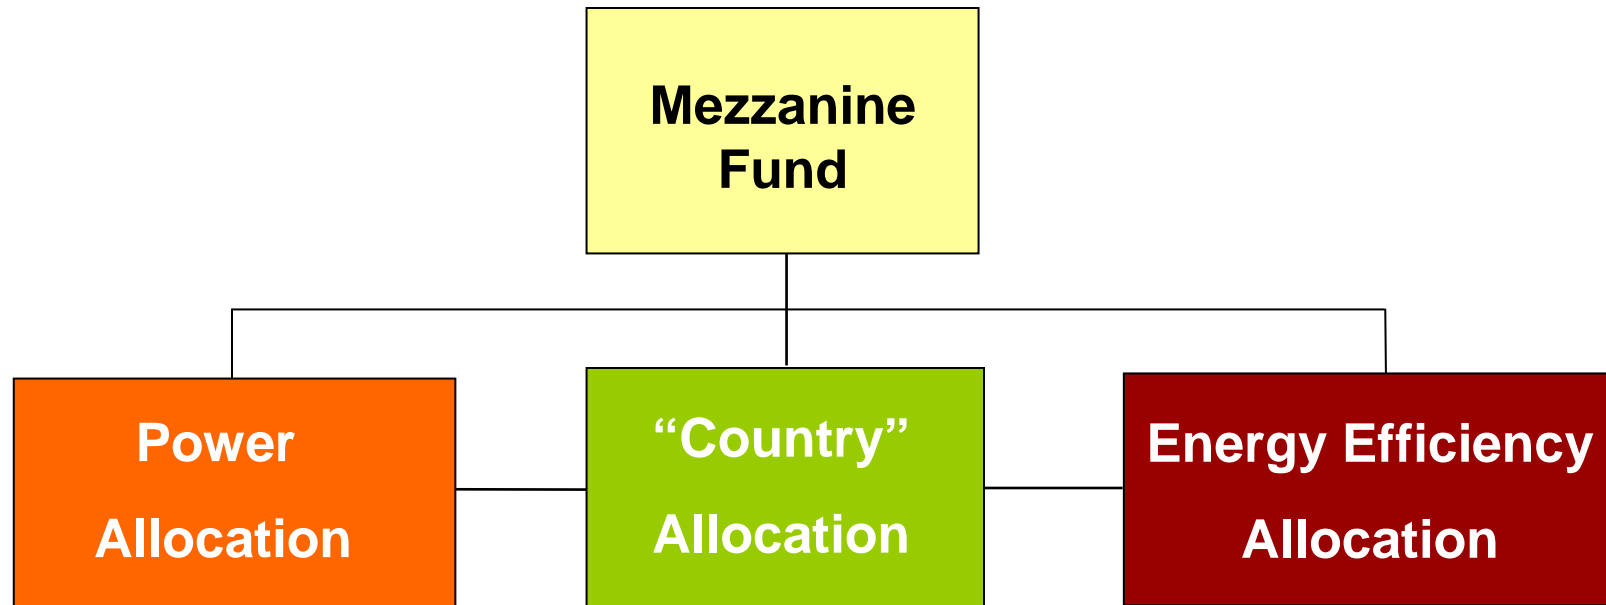 Mezzanine
Fund
Power
Allocation
“Country”
Allocation
Energy Efficiency
Allocation